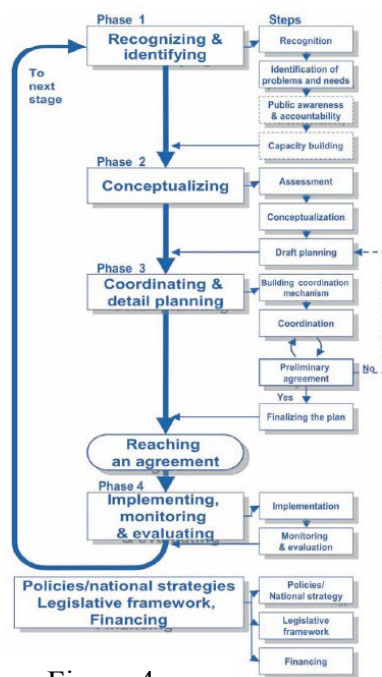 Phase 1
Steps
Recognizing &
identifying
Recognition
To
next
stage
Identification of
problems and needs
Public awareness
& accountability
Capacity building
Phase 2
Conceptualizing
Assessment
Conceptualization
Draft planning
Phase 3
Coordinating &
detail planning
Building coordination
mechanism
Coordination
Preliminary
agreement
No
Yes
Finalizing the plan
Reaching
an agreement
Phase 4
Implementing,
monitoring
& evaluating
Implementation
Monitoring
& evaluation
Policies/national strategies
Legislative framework,
Financing
Policies/
National strategy
Legislative
framework
Financing